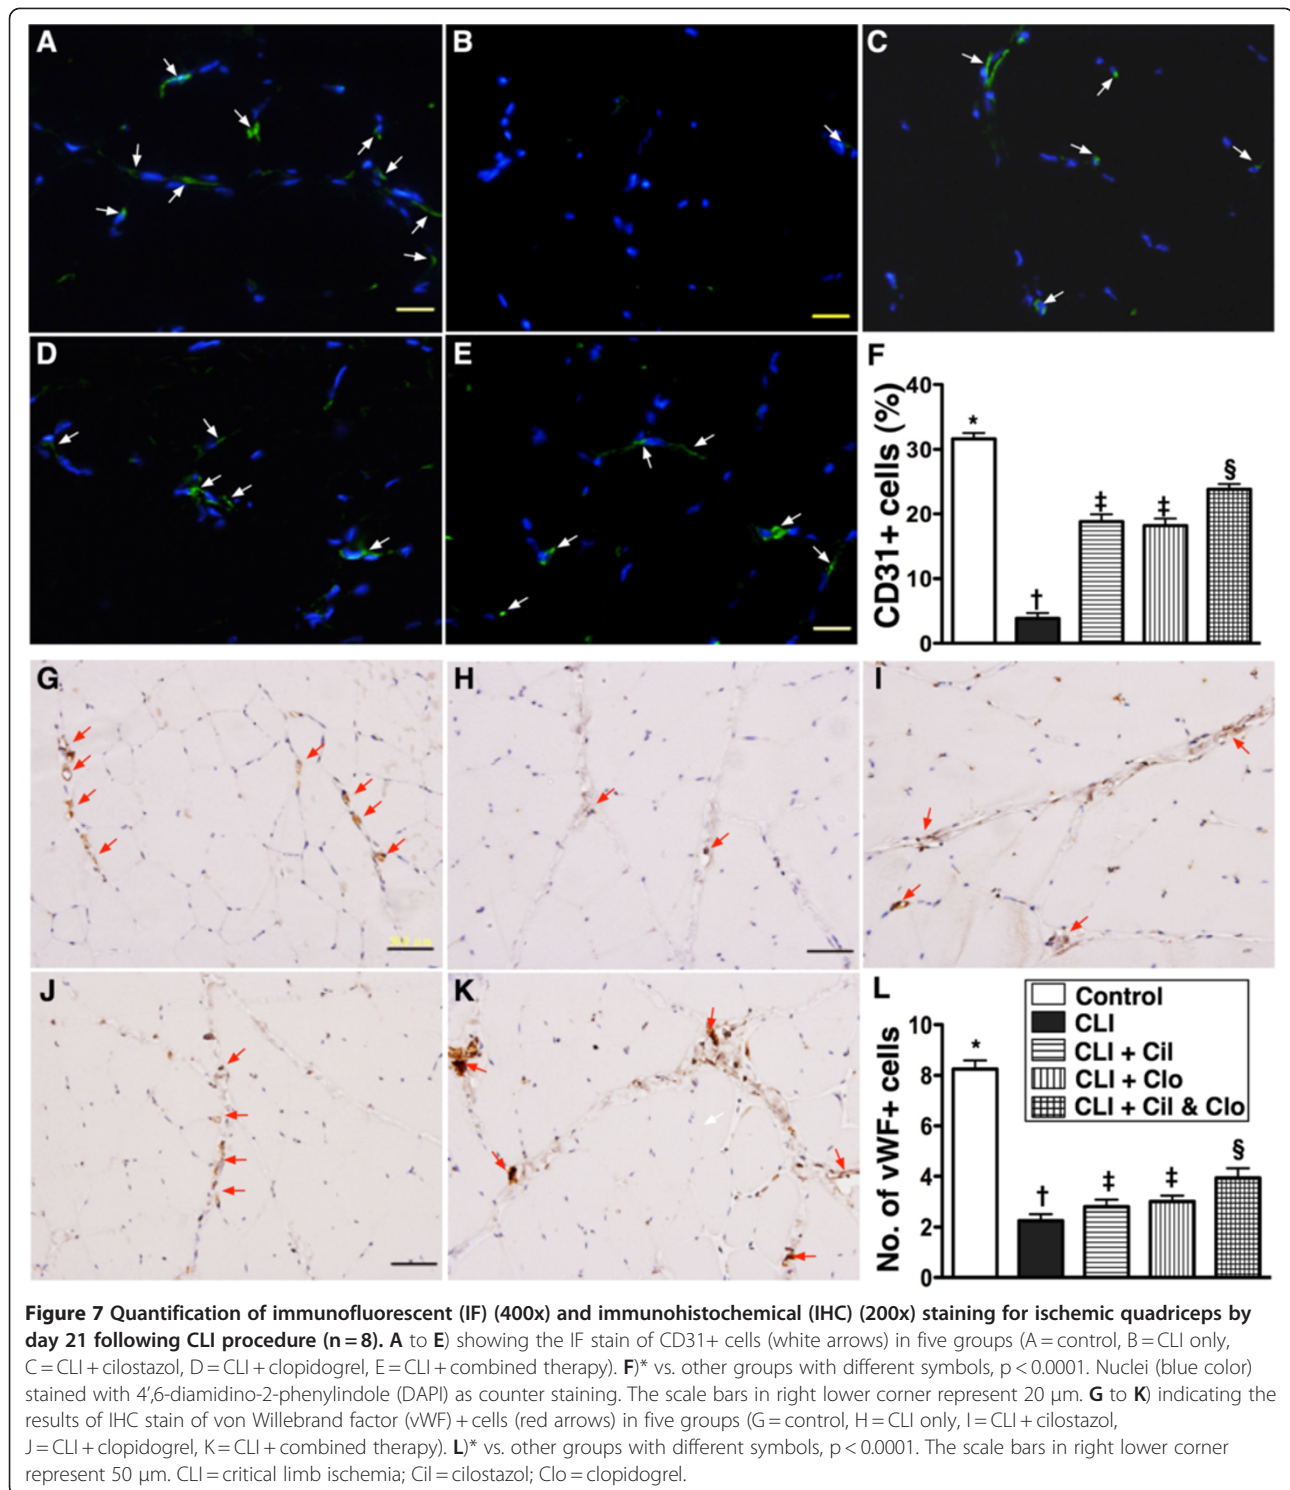 A
B
C
D
E
F
CD31+ cells (%)
40
30
20
10
0
*
†
‡
‡
§
G
H
I
J
K
L
No. of vWF+ cells
10
8
6
4
2
0
*
†
‡
‡
§
Control
CLI
CLI + Cil
CLI + Clo
CLI + Cil & Clo
Figure 7 Quantification of immunofluorescent (IF) (400x) and immunohistochemical (IHC) (200x) staining for ischemic quadriceps by
day 21 following CLI procedure (n = 8). A to E) showing the IF stain of CD31+ cells (white arrows) in five groups (A = control, B = CLI only,
C = CLI + cilostazol, D = CLI + clopidogrel, E = CLI + combined therapy). F)* vs. other groups with different symbols, p < 0.0001. Nuclei (blue color)
stained with 4′,6-diamidino-2-phenylindole (DAPI) as counter staining. The scale bars in right lower corner represent 20 μm. G to K) indicating the
results of IHC stain of von Willebrand factor (vWF) + cells (red arrows) in five groups (G = control, H = CLI only, I = CLI + cilostazol,
J = CLI + clopidogrel, K = CLI + combined therapy). L)* vs. other groups with different symbols, p < 0.0001. The scale bars in right lower corner
represent 50 μm. CLI = critical limb ischemia; Cil = cilostazol; Clo = clopidogrel.